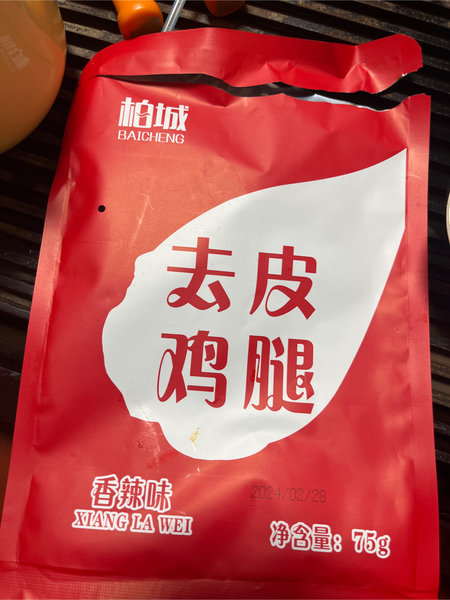 柏城
BAICHENG
去皮
鸡腿
香辣味
XIANG LA WEI
2024/02/28
净含量：75g